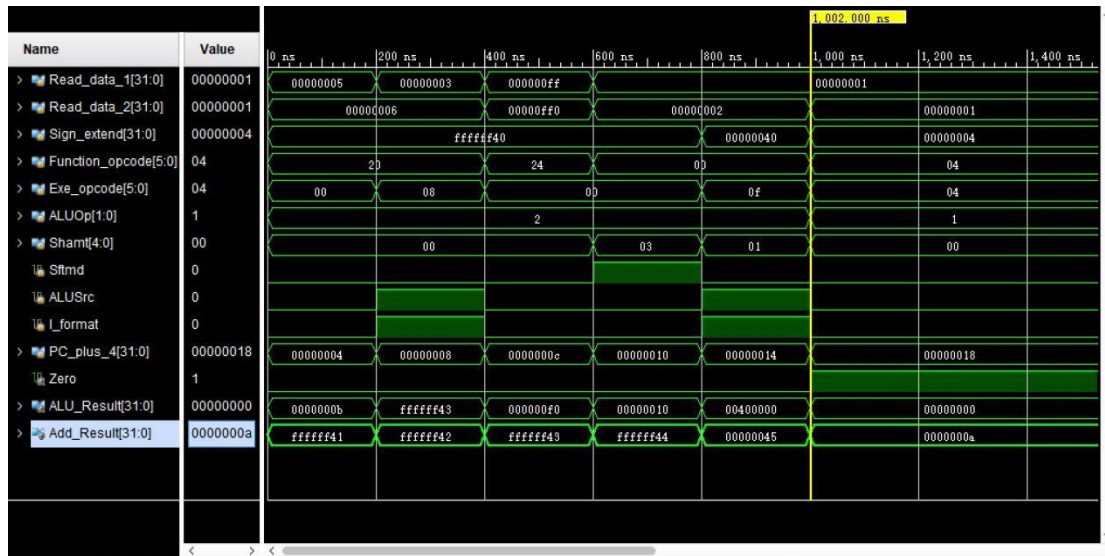 1,002.000 ns
Name Value
0 ns 200 ns 400 ns 600 ns 800 ns 1,000 ns 1,200 ns 1,400 ns
Read_data_1[31:0] 00000001 00000005 00000003 000000ff 00000001
Read_data_2[31:0] 00000001 00000006 00000ff0 00000002 00000001
Sign_extend[31:0] 00000004 ffffff40 00000040 00000004
Function_opcode[5:0] 04 20 24 00 04
Exe_opcode[5:0] 04 00 08 00 0f 04
ALUOp[1:0] 1 2 1
Shamt[4:0] 00 00 03 01 00
Sftmd 0
ALUSrc 0
I_format 0
PC_plus_4[31:0] 00000018 00000004 00000008 0000000c 00000010 00000014 00000018
Zero 1
ALU_Result[31:0] 00000000 0000000b ffffff43 000000f0 00000010 00400000 00000000
Add_Result[31:0] 0000000a ffffff41 ffffff42 ffffff43 ffffff44 00000045 0000000a